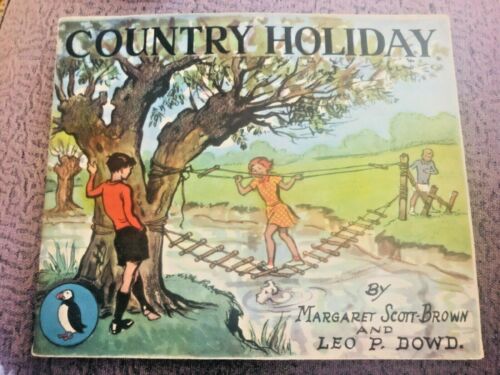 COUNTRY HOLIDAY
BY
MARGARET SCOTT-BROWN
AND
LEO P. DOWD.